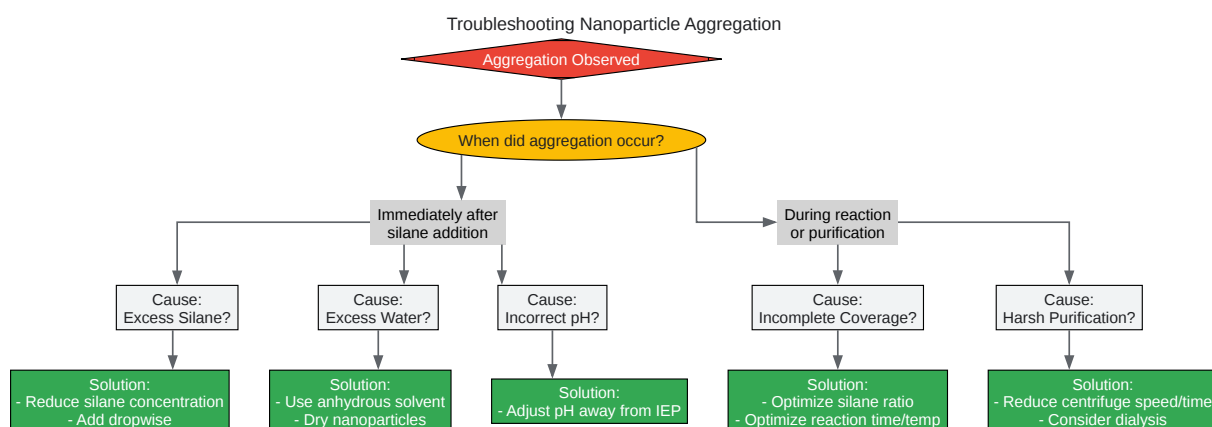 Troubleshooting Nanoparticle Aggregation
Aggregation Observed
When did aggregation occur?
Immediately after
silane addition
During reaction
or purification
Cause:
Excess Silane?
Cause:
Excess Water?
Cause:
Incorrect pH?
Cause:
Incomplete Coverage?
Cause:
Harsh Purification?
Solution:
- Reduce silane concentration
- Add dropwise
Solution:
- Use anhydrous solvent
- Dry nanoparticles
Solution:
- Adjust pH away from IEP
Solution:
- Optimize silane ratio
- Optimize reaction time/temp
Solution:
- Reduce centrifuge speed/time
- Consider dialysis